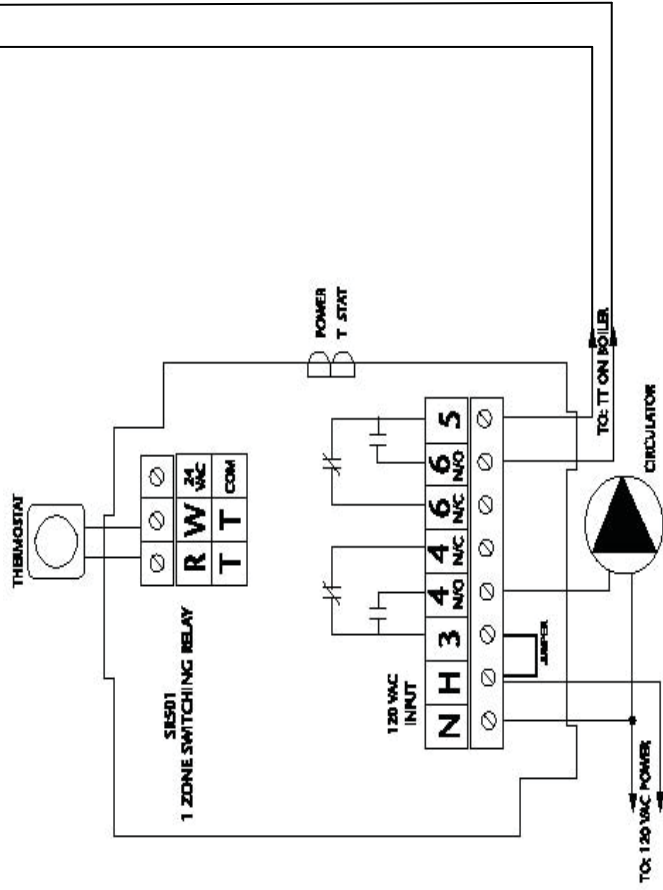 THERMOSTAT
SR501
1 ZONE SWITCHING RELAY
R W 24 VAC
T T COM
POWER
T STAT
120 VAC
INPUT
N H 3 4 N/O 4 N/C 6 N/C 6 N/O 5
JUMPER
TO: TT ON BOILER
CIRCULATOR
TO: 120 VAC POWER